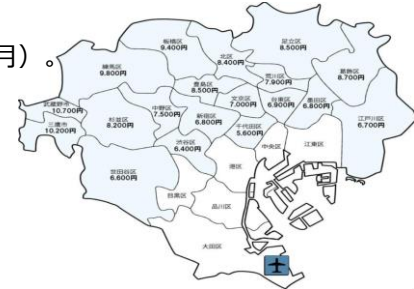 月）。
板橋区
9,400円
北区
8,400円
足立区
8,500円
練馬区
9,800円
荒川区
7,900円
葛飾区
8,700円
豊島区
8,500円
武蔵野市
10,700円
中野区
7,500円
文京区
7,000円
台東区
墨田区
6,800円
杉並区
8,200円
新宿区
6,800円
江戸川区
6,700円
三鷹市
10,200円
千代田区
5,600円
渋谷区
6,400円
中央区
江東区
世田谷区
6,600円
港区
目黒区
品川区
大田区